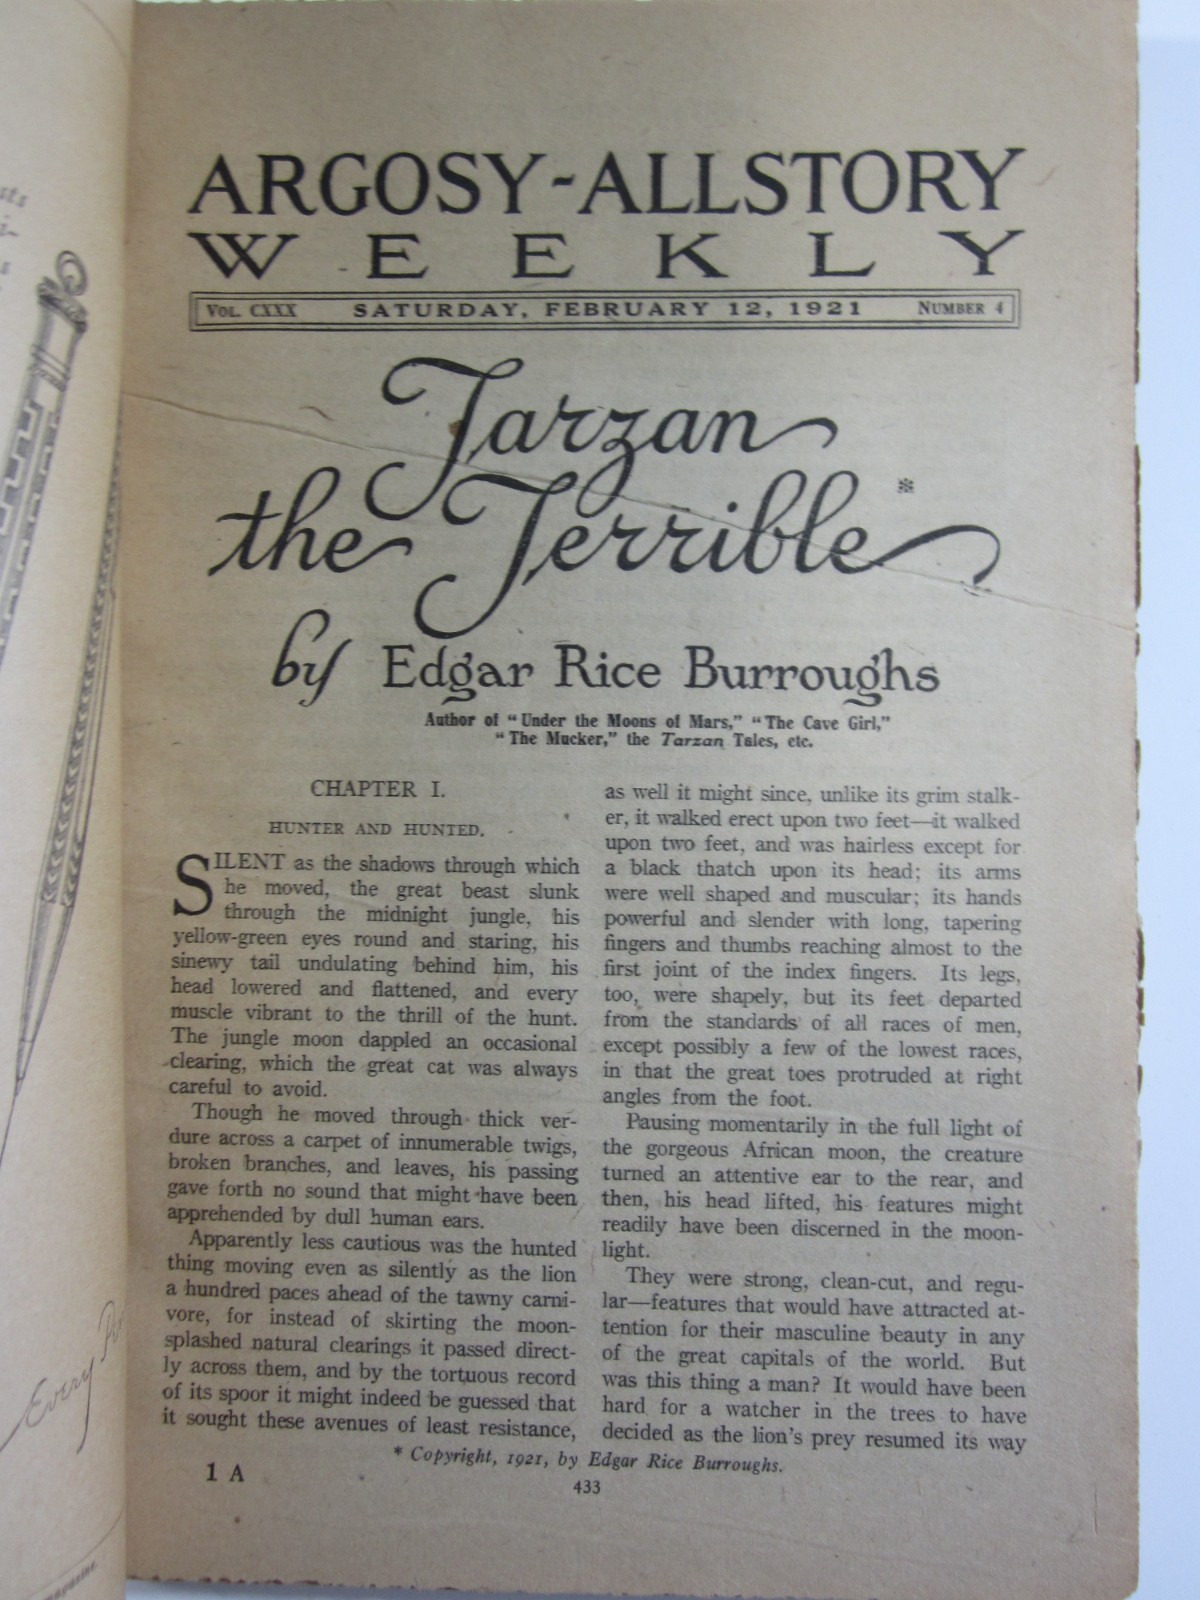 ARGOSY-ALLSTORY
WEEKLY
VOL. CXXX SATURDAY, FEBRUARY 12, 1921 NUMBER 4
Tarzan
the Terrible*
by Edgar Rice Burroughs
Author of “Under the Moons of Mars,” “The Cave Girl,”
“The Mucker,” the Tarzan Tales, etc.
CHAPTER I.
HUNTER AND HUNTED.
SILENT as the shadows through which
he moved, the great beast slunk
through the midnight jungle, his
yellow-green eyes round and staring, his
sinewy tail undulating behind him, his
head lowered and flattened, and every
muscle vibrant to the thrill of the hunt.
The jungle moon dappled an occasional
clearing, which the great cat was always
careful to avoid.
Though he moved through thick ver-
dure across a carpet of innumerable twigs,
broken branches, and leaves, his passing
gave forth no sound that might have been
apprehended by dull human ears.
Apparently less cautious was the hunted
thing moving even as silently as the lion
a hundred paces ahead of the tawny carni-
vore, for instead of skirting the moon-
splashed natural clearings it passed direct-
ly across them, and by the tortuous record
of its spoor it might indeed be guessed that
it sought these avenues of least resistance,
as well it might since, unlike its grim stalk-
er, it walked erect upon two feet—it walked
upon two feet, and was hairless except for
a black thatch upon its head; its arms
were well shaped and muscular; its hands
powerful and slender with long, tapering
fingers and thumbs reaching almost to the
first joint of the index fingers. Its legs,
too, were shapely, but its feet departed
from the standards of all races of men,
except possibly a few of the lowest races,
in that the great toes protruded at right
angles from the foot.
Pausing momentarily in the full light of
the gorgeous African moon, the creature
turned an attentive ear to the rear, and
then, his head lifted, his features might
readily have been discerned in the moon-
light.
They were strong, clean-cut, and regu-
lar—features that would have attracted at-
tention for their masculine beauty in any
of the great capitals of the world. But
was this thing a man? It would have been
hard for a watcher in the trees to have
decided as the lion’s prey resumed its way
* Copyright, 1921, by Edgar Rice Burroughs.
1 A
433
Every